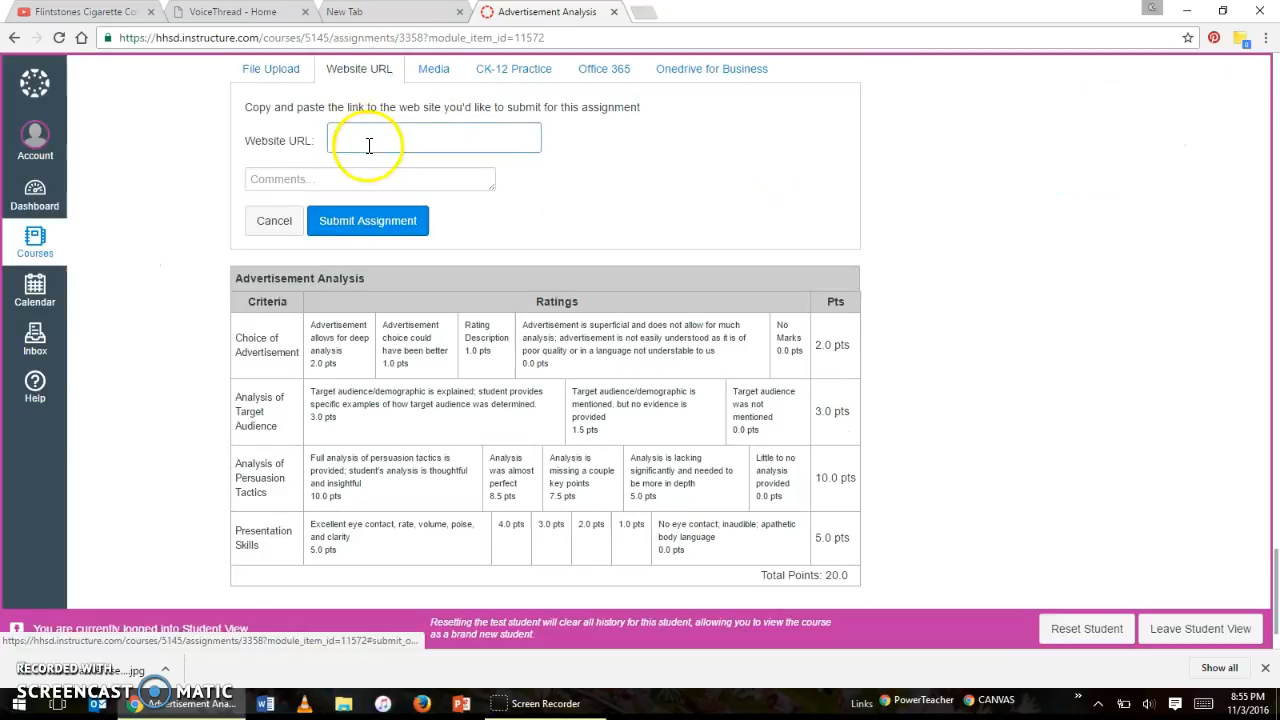 Flintstones Cigarette Co
VoiceThread - Home
New Tab
Advertisement Analysis
https://hhsd.instructure.com/courses/5145/assignments/3358?module_item_id=11572
File Upload
Website URL
Media
CK-12 Practice
Office 365
Onedrive for Business
Copy and paste the link to the web site you'd like to submit for this assignment
Website URL:
Comments...
Cancel
Submit Assignment
Account
Dashboard
Courses
Calendar
Inbox
Help
Advertisement Analysis
Criteria
Ratings
Pts
Choice of
Advertisement
Advertisement
allows for deep
analysis
2.0 pts
Advertisement
choice could
have been better
1.0 pts
Rating
Description
1.0 pts
Advertisement is superficial and does not allow for much
analysis; advertisement is not easily understood as it is of
poor quality or in a language not understable to us
0.0 pts
No
Marks
0.0 pts
2.0 pts
Analysis of
Target
Audience
Target audience/demographic is explained; student provides
specific examples of how target audience was determined.
3.0 pts
Target audience/demographic is
mentioned, but no evidence is
provided
1.5 pts
Target audience
was not
mentioned
0.0 pts
3.0 pts
Analysis of
Persuasion
Tactics
Full analysis of persuasion tactics is
provided; student's analysis is thoughtful
and insightful
10.0 pts
Analysis
was almost
perfect
8.5 pts
Analysis is
missing a couple
key points
7.5 pts
Analysis is lacking
significantly and needed to
be more in depth
5.0 pts
Little to no
analysis
provided
0.0 pts
10.0 pts
Presentation
Skills
Excellent eye contact, rate, volume, poise,
and clarity
5.0 pts
4.0 pts
3.0 pts
2.0 pts
1.0 pts
No eye contact; inaudible; apathetic
body language
0.0 pts
5.0 pts
Total Points: 20.0
You are currently logged into Student View
Resetting the test student will clear all history for this student, allowing you to view the course
as a brand new student.
Reset Student
Leave Student View
https://hhsd.instructure.com/courses/5145/assignments/3358?module_item_id=11572#submit_o...
RECORDED WITH
.jpg
SCREENCAST MATIC
Show all
Advertisement Ana...
Screen Recorder
Links
PowerTeacher
CANVAS
8:55 PM
11/3/2016